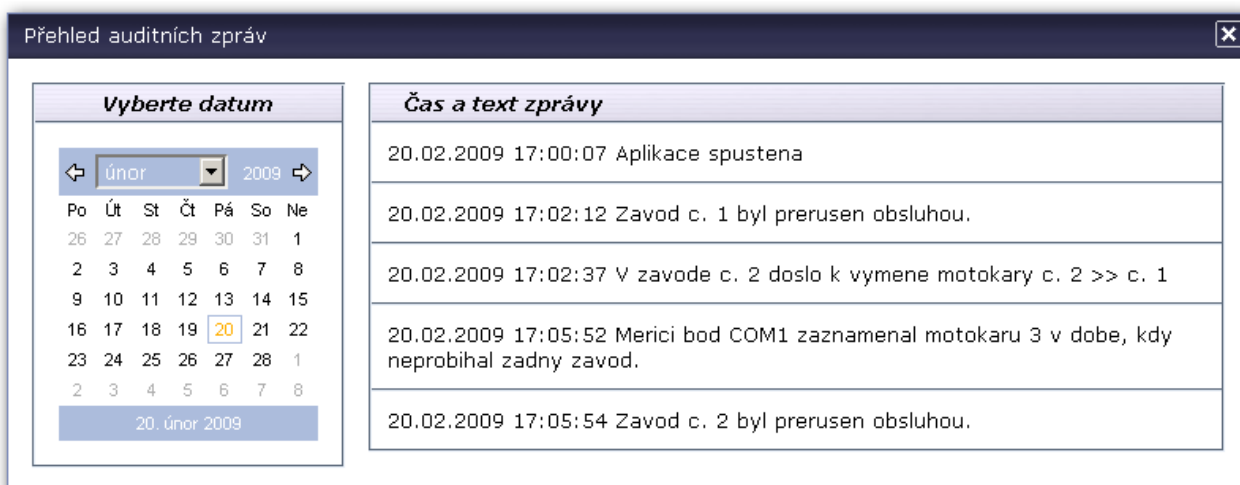 Přehled auditních zpráv
Vyberte datum
únor 2009
Po Út St Čt Pá So Ne
26 27 28 29 30 31 1
2 3 4 5 6 7 8
9 10 11 12 13 14 15
16 17 18 19 20 21 22
23 24 25 26 27 28 1
2 3 4 5 6 7 8
20. únor 2009
Čas a text zprávy
20.02.2009 17:00:07 Aplikace spustena
20.02.2009 17:02:12 Zavod c. 1 byl prerusen obsluhou.
20.02.2009 17:02:37 V zavode c. 2 doslo k vymene motokary c. 2 >> c. 1
20.02.2009 17:05:52 Merici bod COM1 zaznamenal motokaru 3 v dobe, kdy
neprobihal zadny zavod.
20.02.2009 17:05:54 Zavod c. 2 byl prerusen obsluhou.